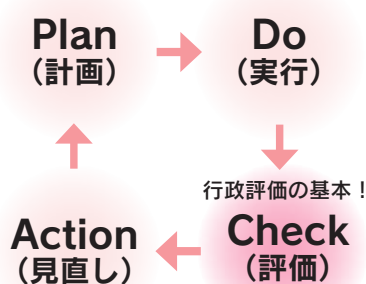 Plan
（計画）
Do
（実行）
行政評価の基本！
Check
（評価）
Action
（見直し）